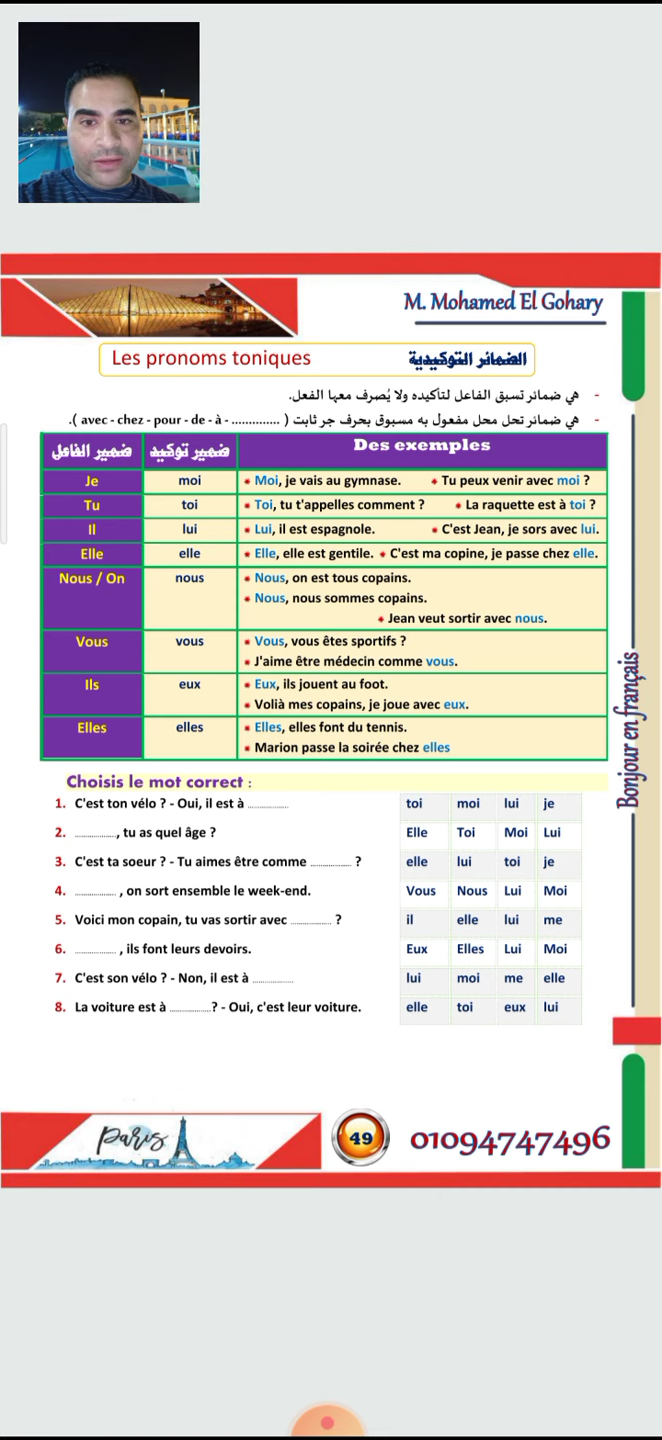 M. Mohamed El Gohary
Les pronoms toniques الضمائر التوكيدية
- هي ضمائر تسبق الفاعل لتأكيده ولا يُصرف معها الفعل.
- هي ضمائر تحل محل مفعول به مسبوق بحرف جر ثابت ( avec - chez - pour - de - à - .............. ).
ضمير الفاعل ضمير توكيد Des exemples
Je moi * Moi, je vais au gymnase. * Tu peux venir avec moi ?
Tu toi * Toi, tu t'appelles comment ? * La raquette est à toi ?
Il lui * Lui, il est espagnole. * C'est Jean, je sors avec lui.
Elle elle * Elle, elle est gentile. * C'est ma copine, je passe chez elle.
Nous / On nous * Nous, on est tous copains.
* Nous, nous sommes copains.
* Jean veut sortir avec nous.
Vous vous * Vous, vous êtes sportifs ?
* J'aime être médecin comme vous.
Ils eux * Eux, ils jouent au foot.
* Volià mes copains, je joue avec eux.
Elles elles * Elles, elles font du tennis.
* Marion passe la soirée chez elles
Choisis le mot correct :
1. C'est ton vélo ? - Oui, il est à .................. toi moi lui je
2. .................., tu as quel âge ? Elle Toi Moi Lui
3. C'est ta soeur ? - Tu aimes être comme .................. ? elle lui toi je
4. .................. , on sort ensemble le week-end. Vous Nous Lui Moi
5. Voici mon copain, tu vas sortir avec .................. ? il elle lui me
6. .................. , ils font leurs devoirs. Eux Elles Lui Moi
7. C'est son vélo ? - Non, il est à .................. lui moi me elle
8. La voiture est à ..................? - Oui, c'est leur voiture. elle toi eux lui
Bonjour en français
Paris
49
01094747496